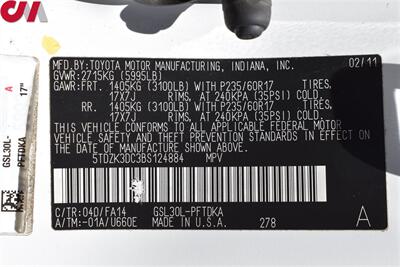 CIVA
A
17"
GSL30L-
PFTDKA
MFD.BY:TOYOTA MOTOR MANUFACTURING, INDIANA, INC. 02/11
GVWR:2715KG (5995LB)
GAWR:FRT. 1405KG (3100LB) WITH P235/60R17 TIRES,
17X7J RIMS, AT 240KPA (35PSI) COLD.
RR. 1405KG (3100LB) WITH P235/60R17 TIRES,
17X7J RIMS, AT 240KPA (35PSI) COLD.
THIS VEHICLE CONFORMS TO ALL APPLICABLE FEDERAL MOTOR
VEHICLE SAFETY, BUMPER, AND THEFT PREVENTION STANDARDS IN EFFECT ON
THE DATE OF MANUFACTURE SHOWN ABOVE.
5TDZK3DC3BS124884 MPV
C/TR:040/FA14 GSL30L-PFTDKA
A/TM:-01A/U660E MADE IN U.S.A. 278 A